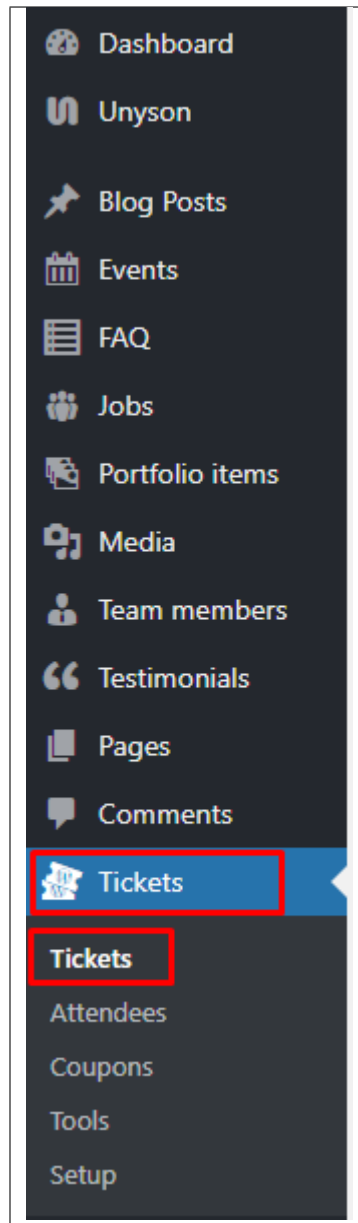 Dashboard
Unyson
Blog Posts
Events
FAQ
Jobs
Portfolio items
Media
Team members
Testimonials
Pages
Comments
Tickets
Tickets
Attendees
Coupons
Tools
Setup